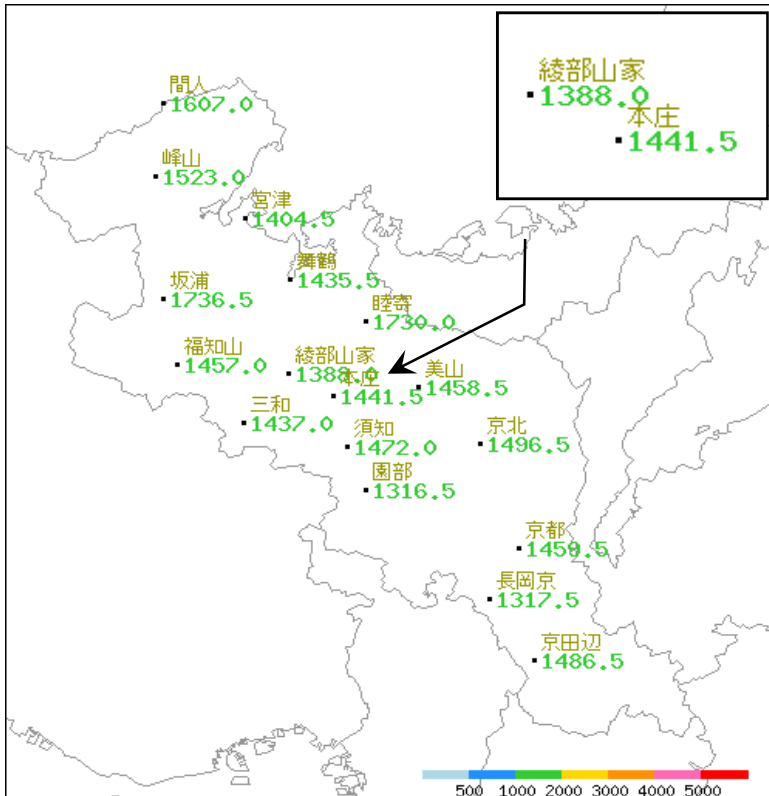 綾部山家
1388.0
本庄
1441.5
間人
1607.0
峰山
1523.0
宮津
1404.5
舞鶴
1435.5
坂浦
1736.5
睦寄
1730.0
福知山
1457.0
綾部山家
1388.0
本庄
1441.5
美山
1458.5
三和
1437.0
須知
1472.0
京北
1496.5
園部
1316.5
京都
1459.5
長岡京
1317.5
京田辺
1486.5
500 1000 2000 3000 4000 5000